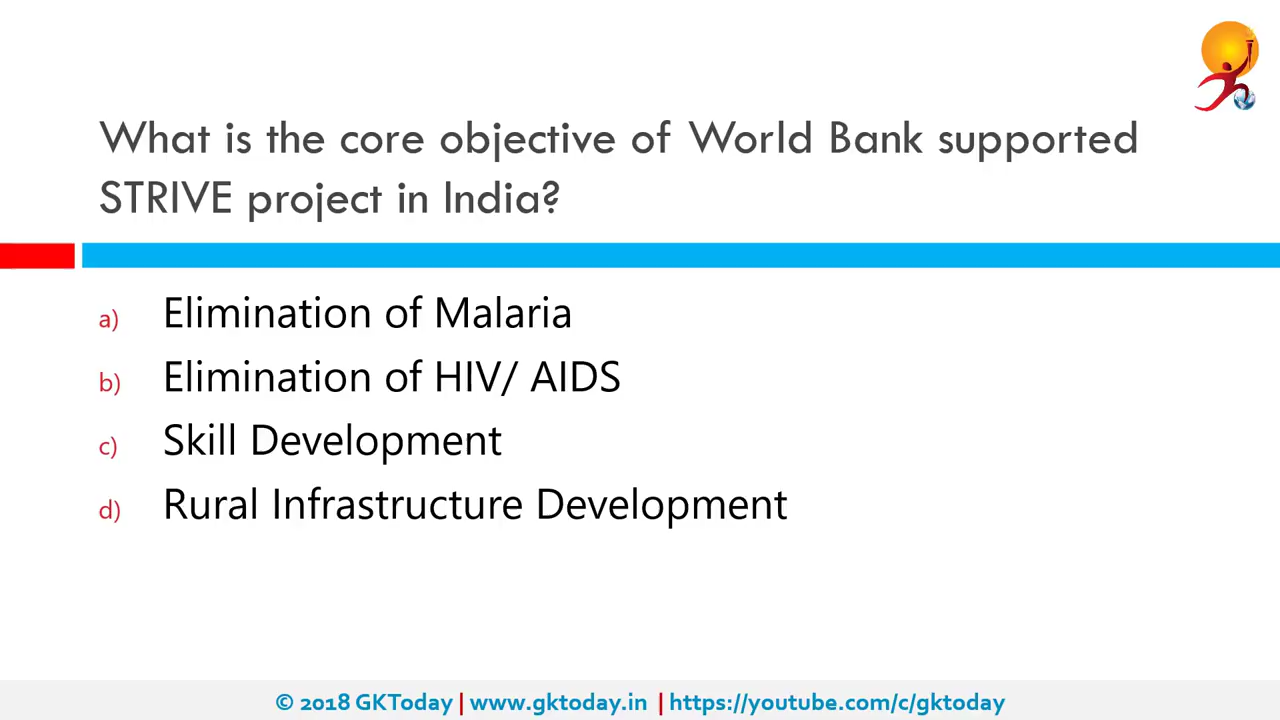 What is the core objective of World Bank supported
STRIVE project in India?
a) Elimination of Malaria
b) Elimination of HIV/ AIDS
c) Skill Development
d) Rural Infrastructure Development
© 2018 GKToday | www.gktoday.in | https://youtube.com/c/gktoday